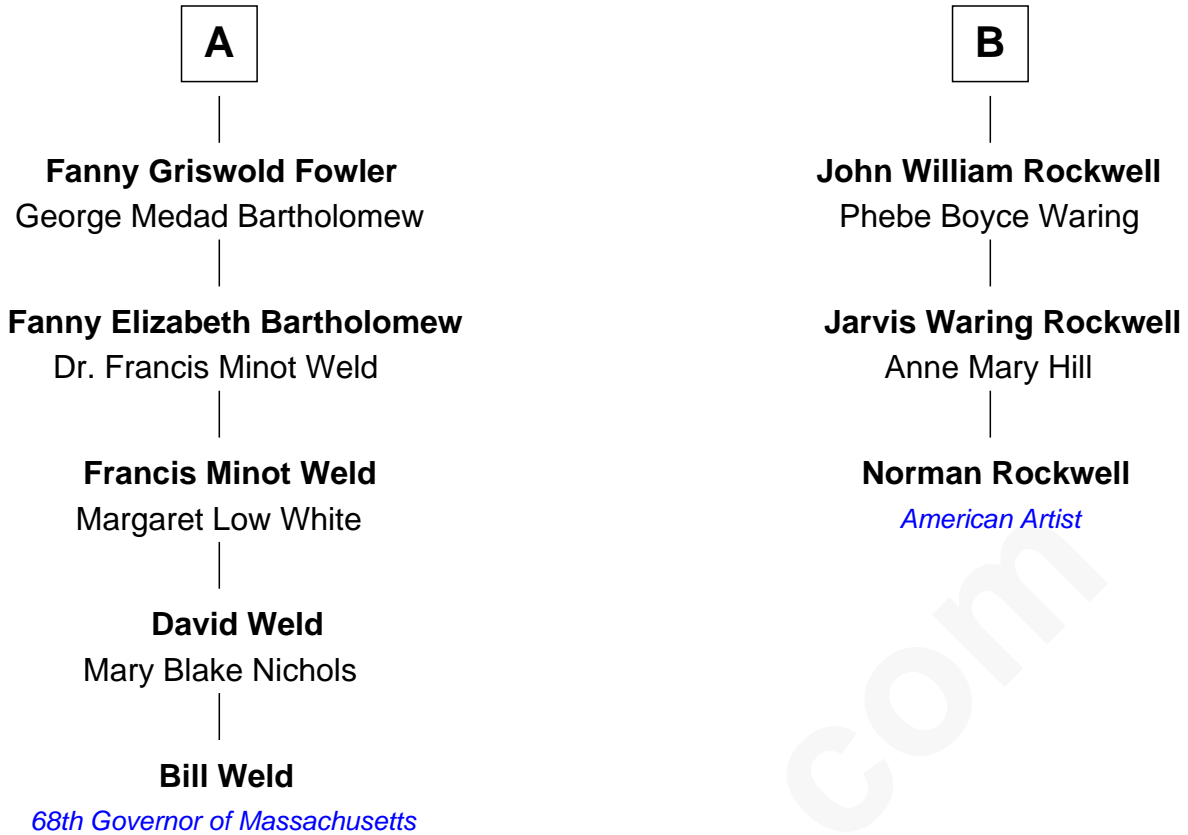 A
Fanny Griswold Fowler
George Medad Bartholomew
Fanny Elizabeth Bartholomew
Dr. Francis Minot Weld
Francis Minot Weld
Margaret Low White
David Weld
Mary Blake Nichols
Bill Weld
68th Governor of Massachusetts
B
John William Rockwell
Phebe Boyce Waring
Jarvis Waring Rockwell
Anne Mary Hill
Norman Rockwell
American Artist
com